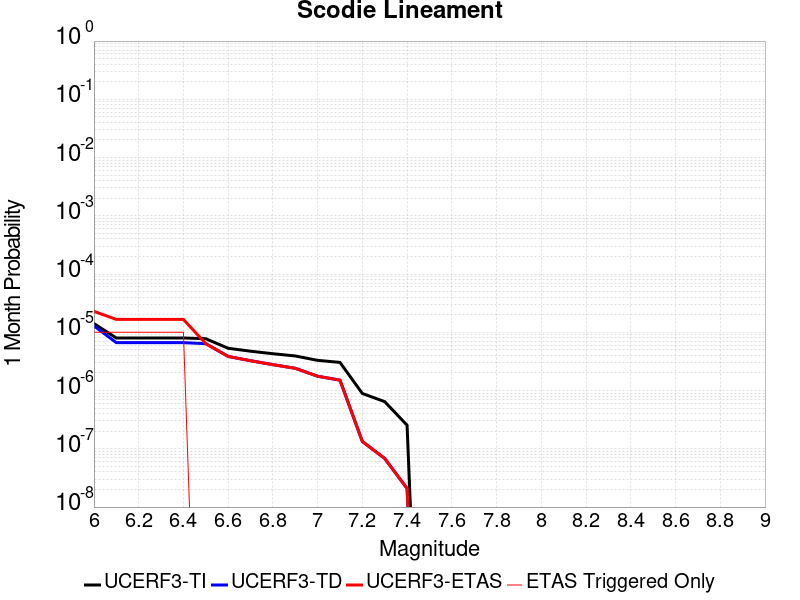 Scodie Lineament
10^0
10^-1
10^-2
10^-3
10^-4
10^-5
10^-6
10^-7
10^-8
1 Month Probability
6 6.2 6.4 6.6 6.8 7 7.2 7.4 7.6 7.8 8 8.2 8.4 8.6 8.8 9
Magnitude
UCERF3-TI UCERF3-TD UCERF3-ETAS ETAS Triggered Only